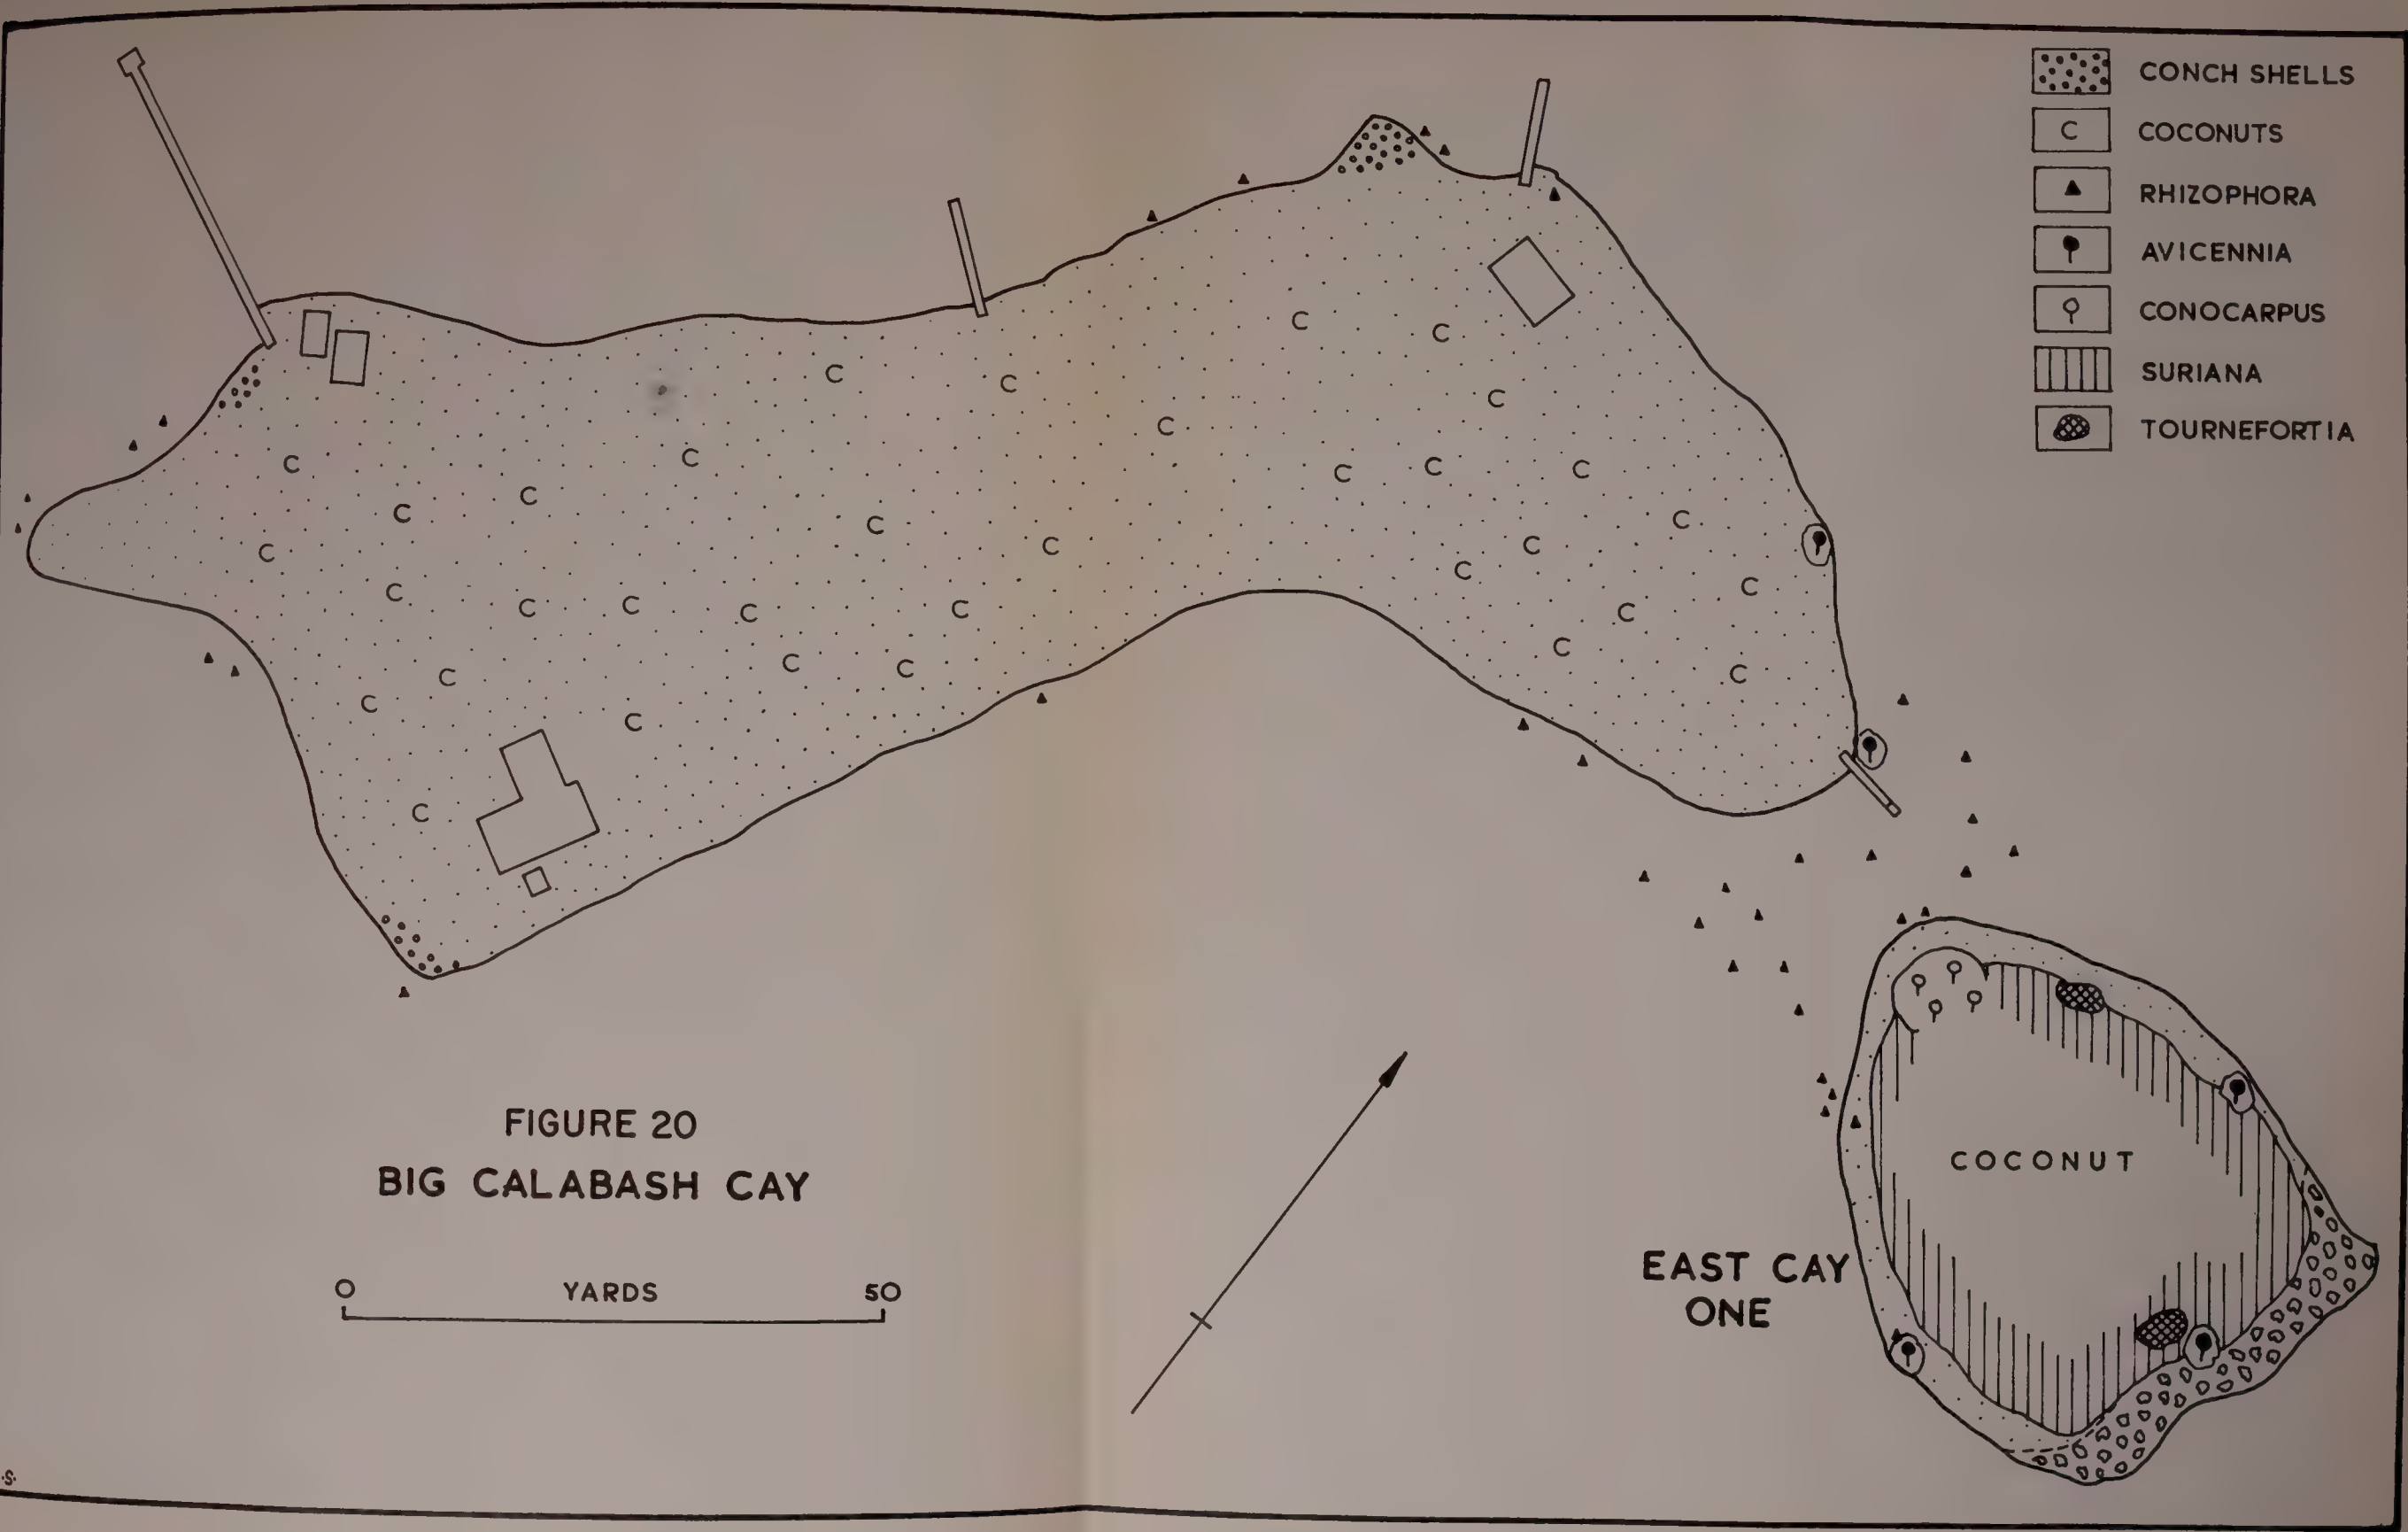 CONCH SHELLS
C COCONUTS
RHIZOPHORA
AVICENNIA
CONOCARPUS
SURIANA
TOURNEFORTIA
C C
C C
C
C C
C C C C
C C C
C C
C C
C C C
C C
C C C C C C
C
C C C
C C
C
C
FIGURE 20
BIG CALABASH CAY
0 YARDS 50
COCONUT
EAST CAY
ONE